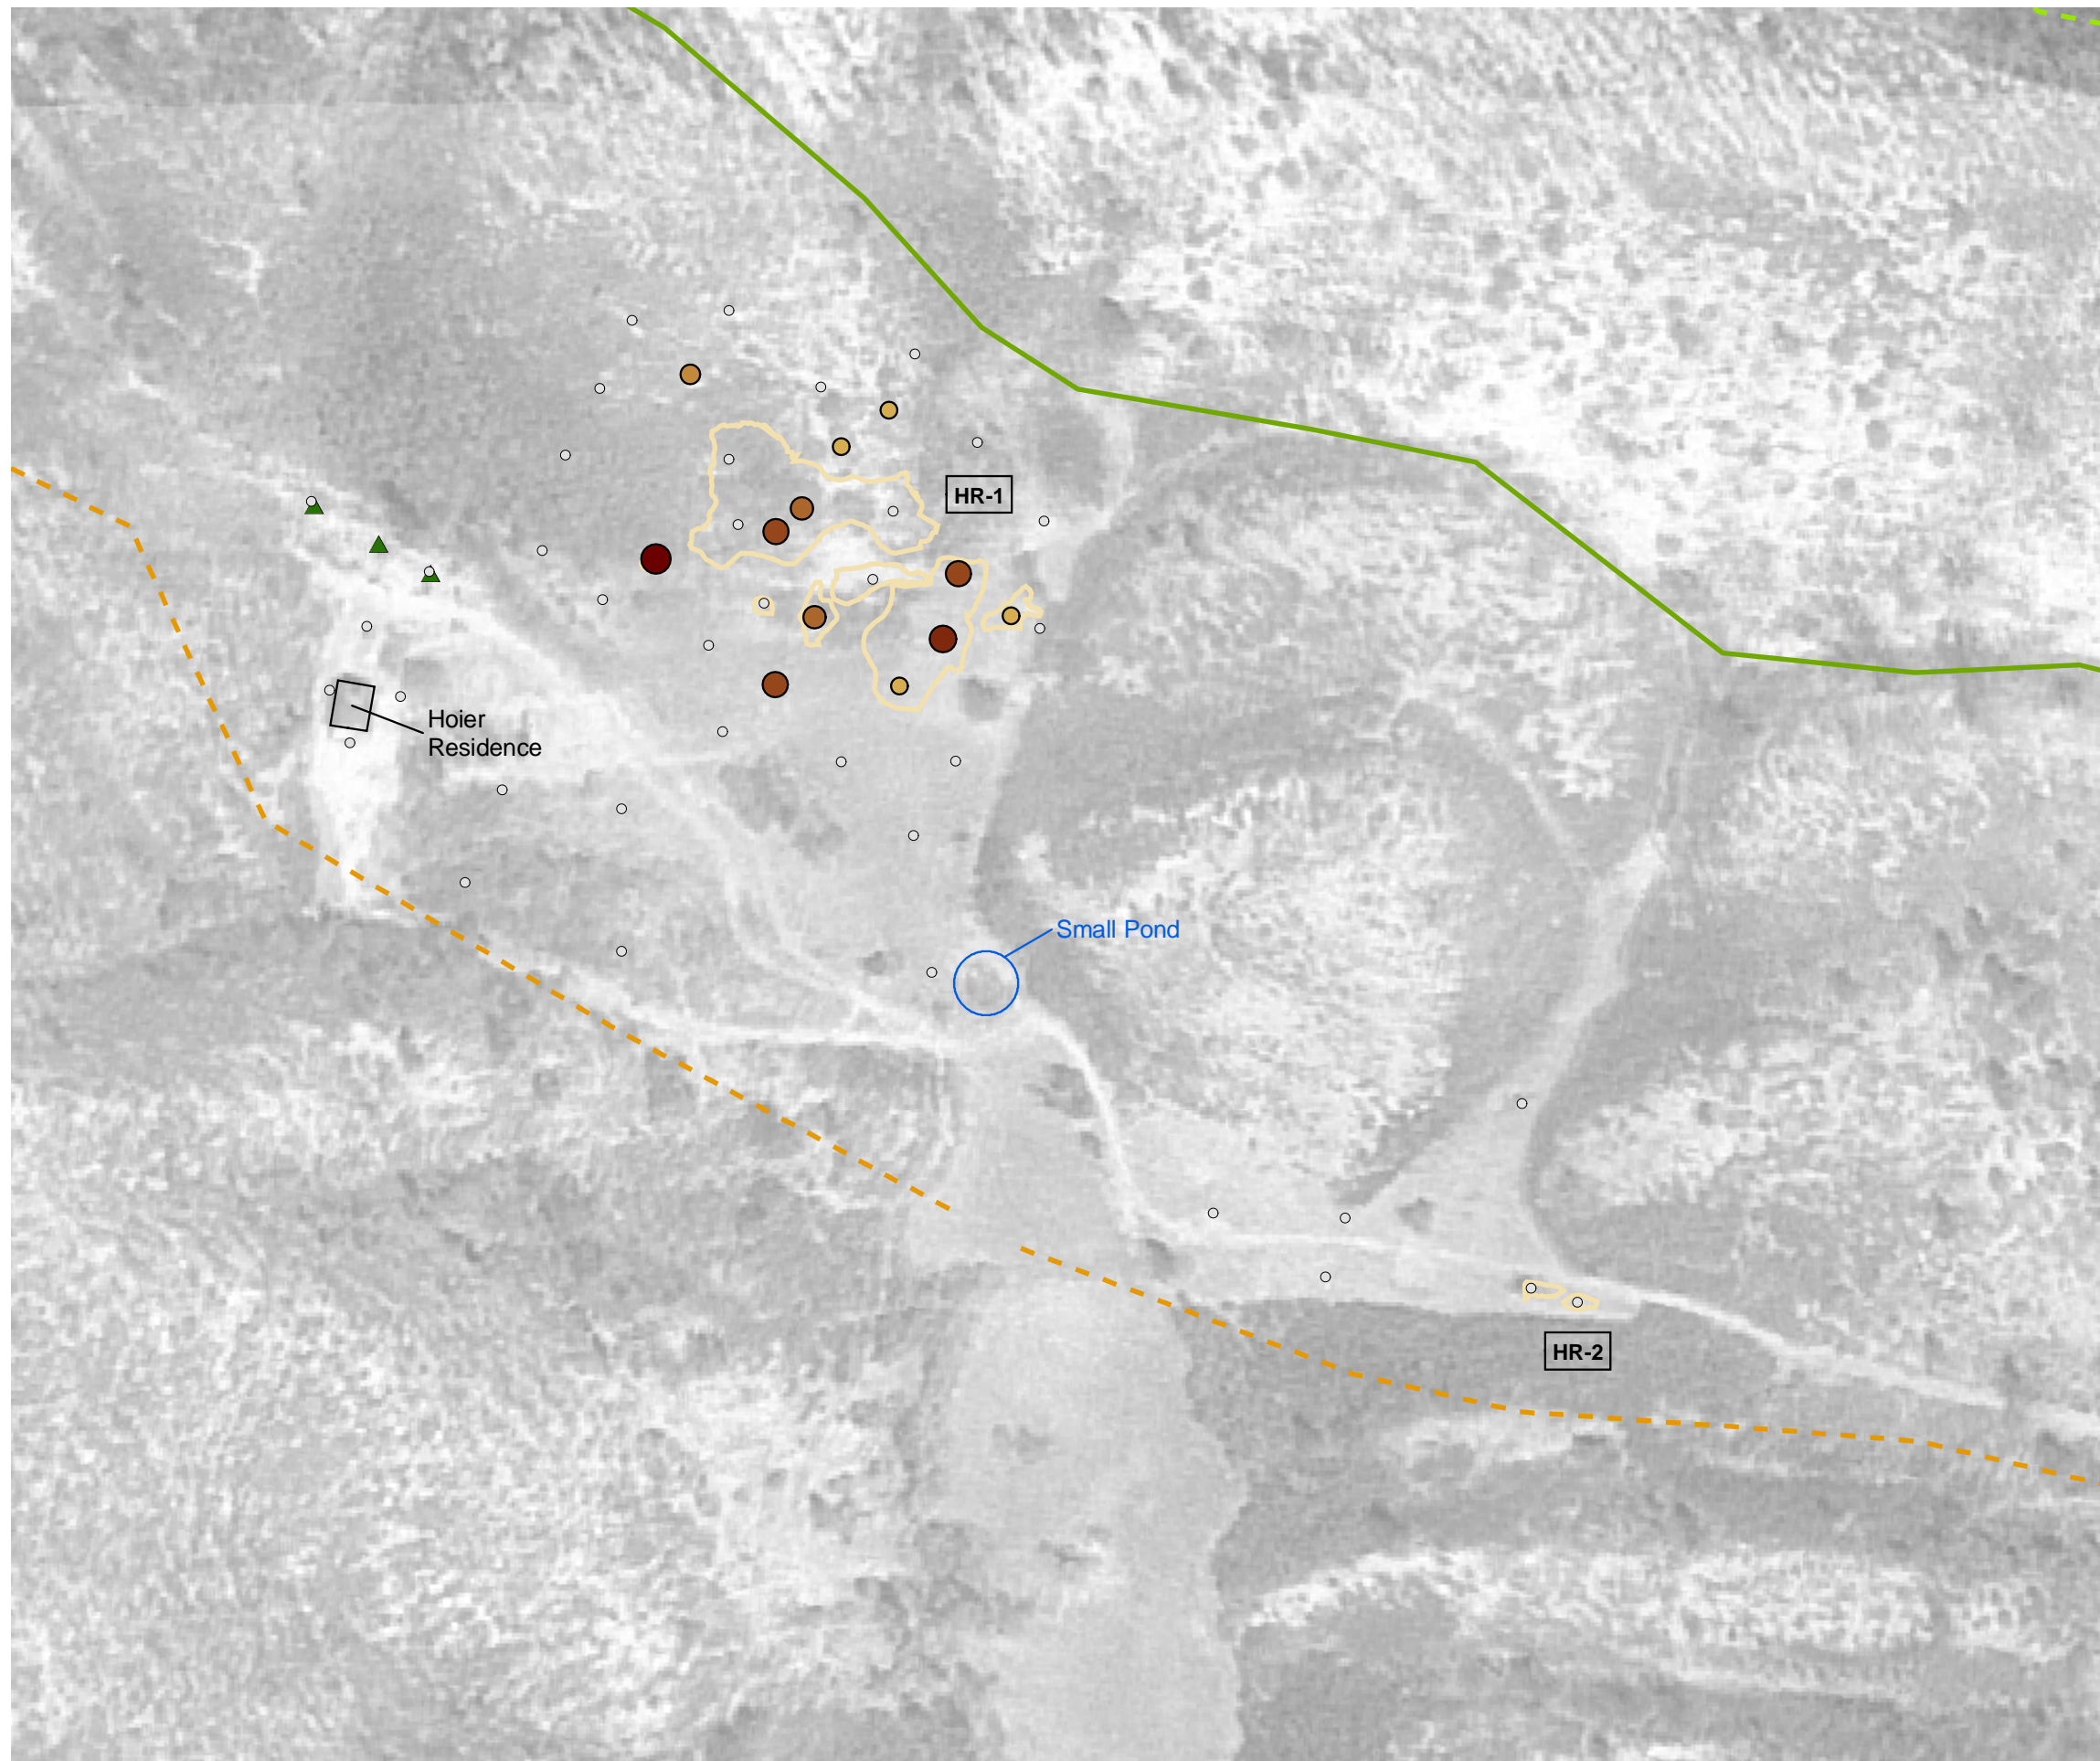 HR-1
Hoier
Residence
Small Pond
HR-2